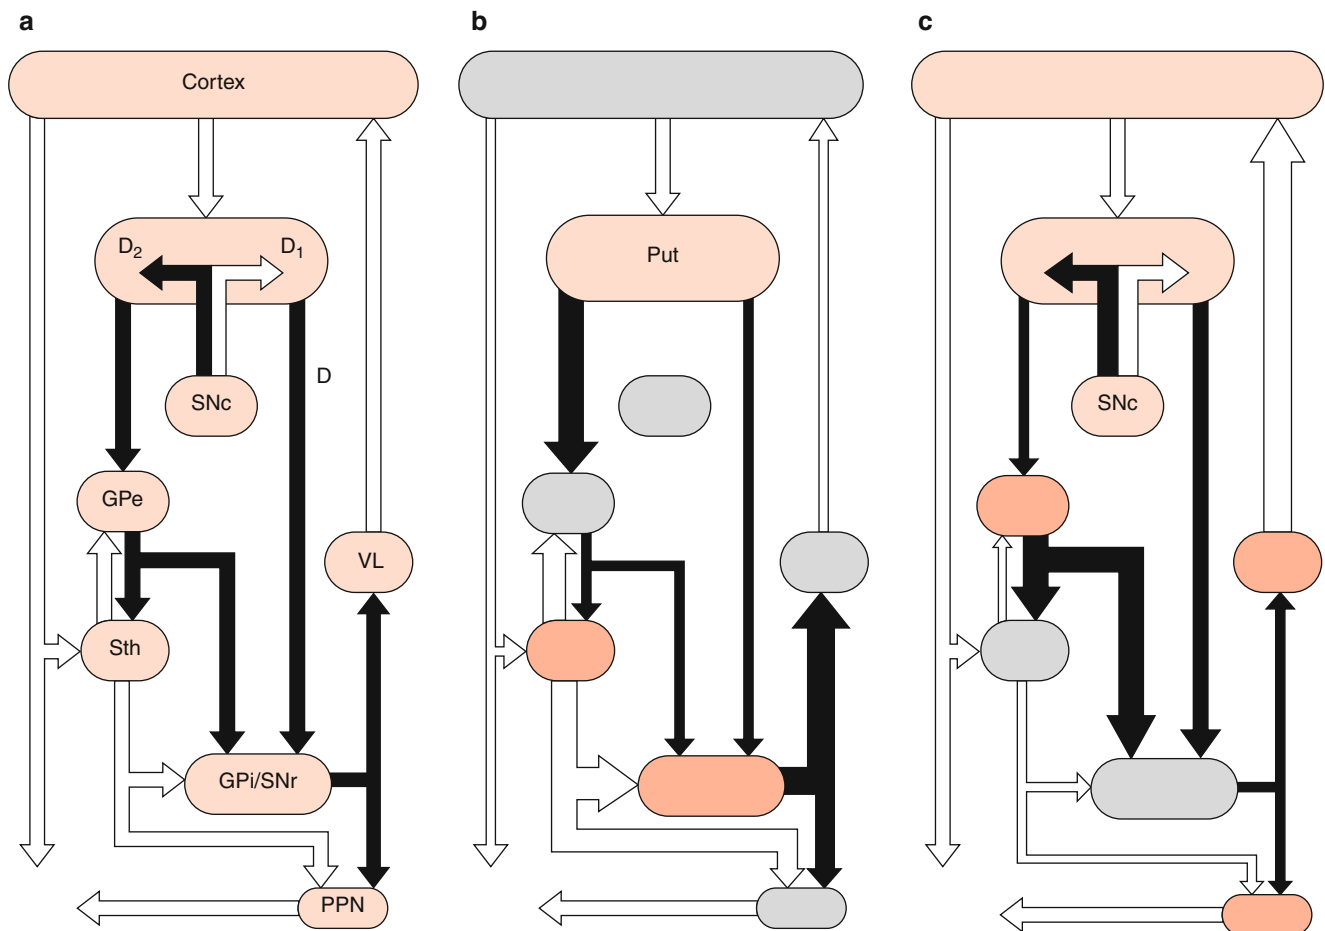 a
b
c
Cortex
D2
D1
Put
D
SNc
SNc
GPe
VL
Sth
GPi/SNr
PPN